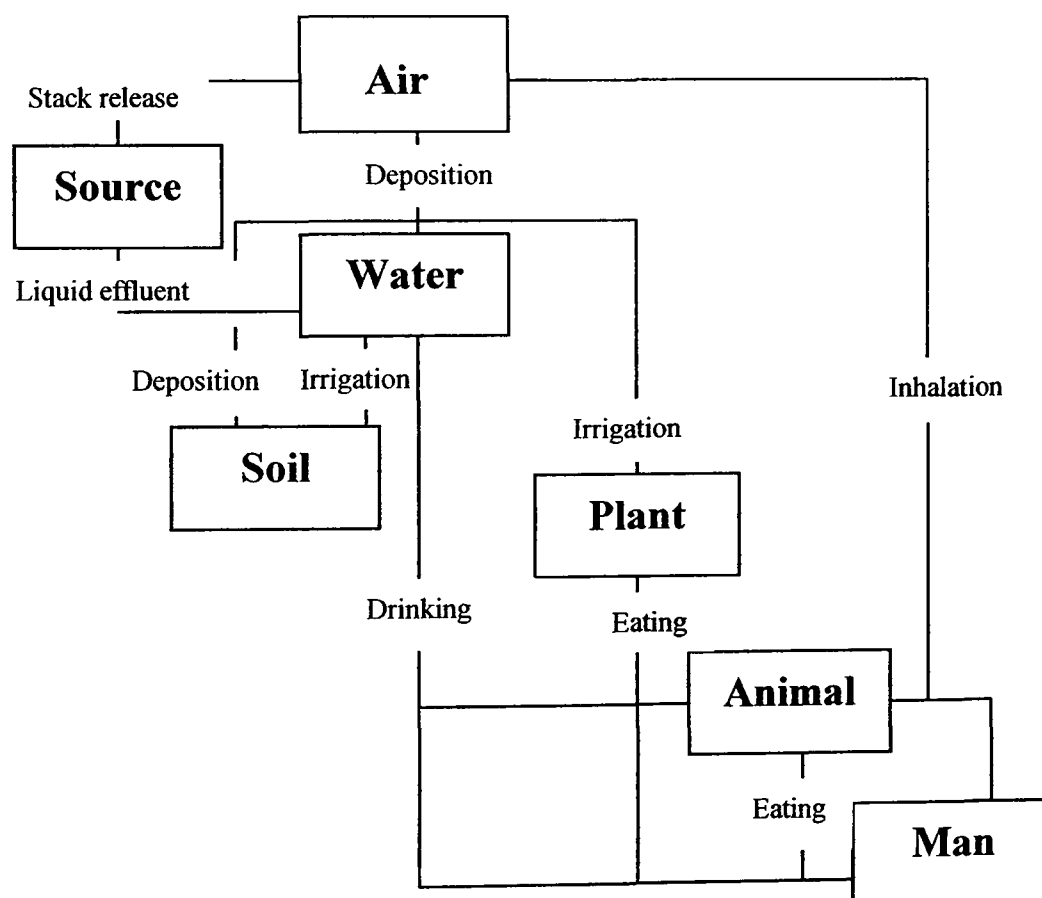 Air
Stack release
Source
Deposition
Water
Liquid effluent
Deposition
Irrigation
Inhalation
Irrigation
Soil
Plant
Drinking
Eating
Animal
Eating
Man